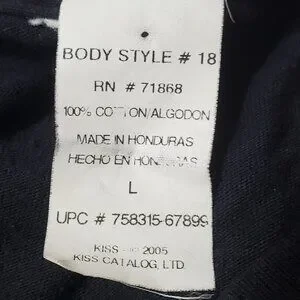 BODY STYLE # 18
RN # 71868
100% COTTON/ALGODON
MADE IN HONDURAS
HECHO EN HONDURAS
L
UPC # 758315-67899
KISS - © 2005
KISS CATALOG, LTD.